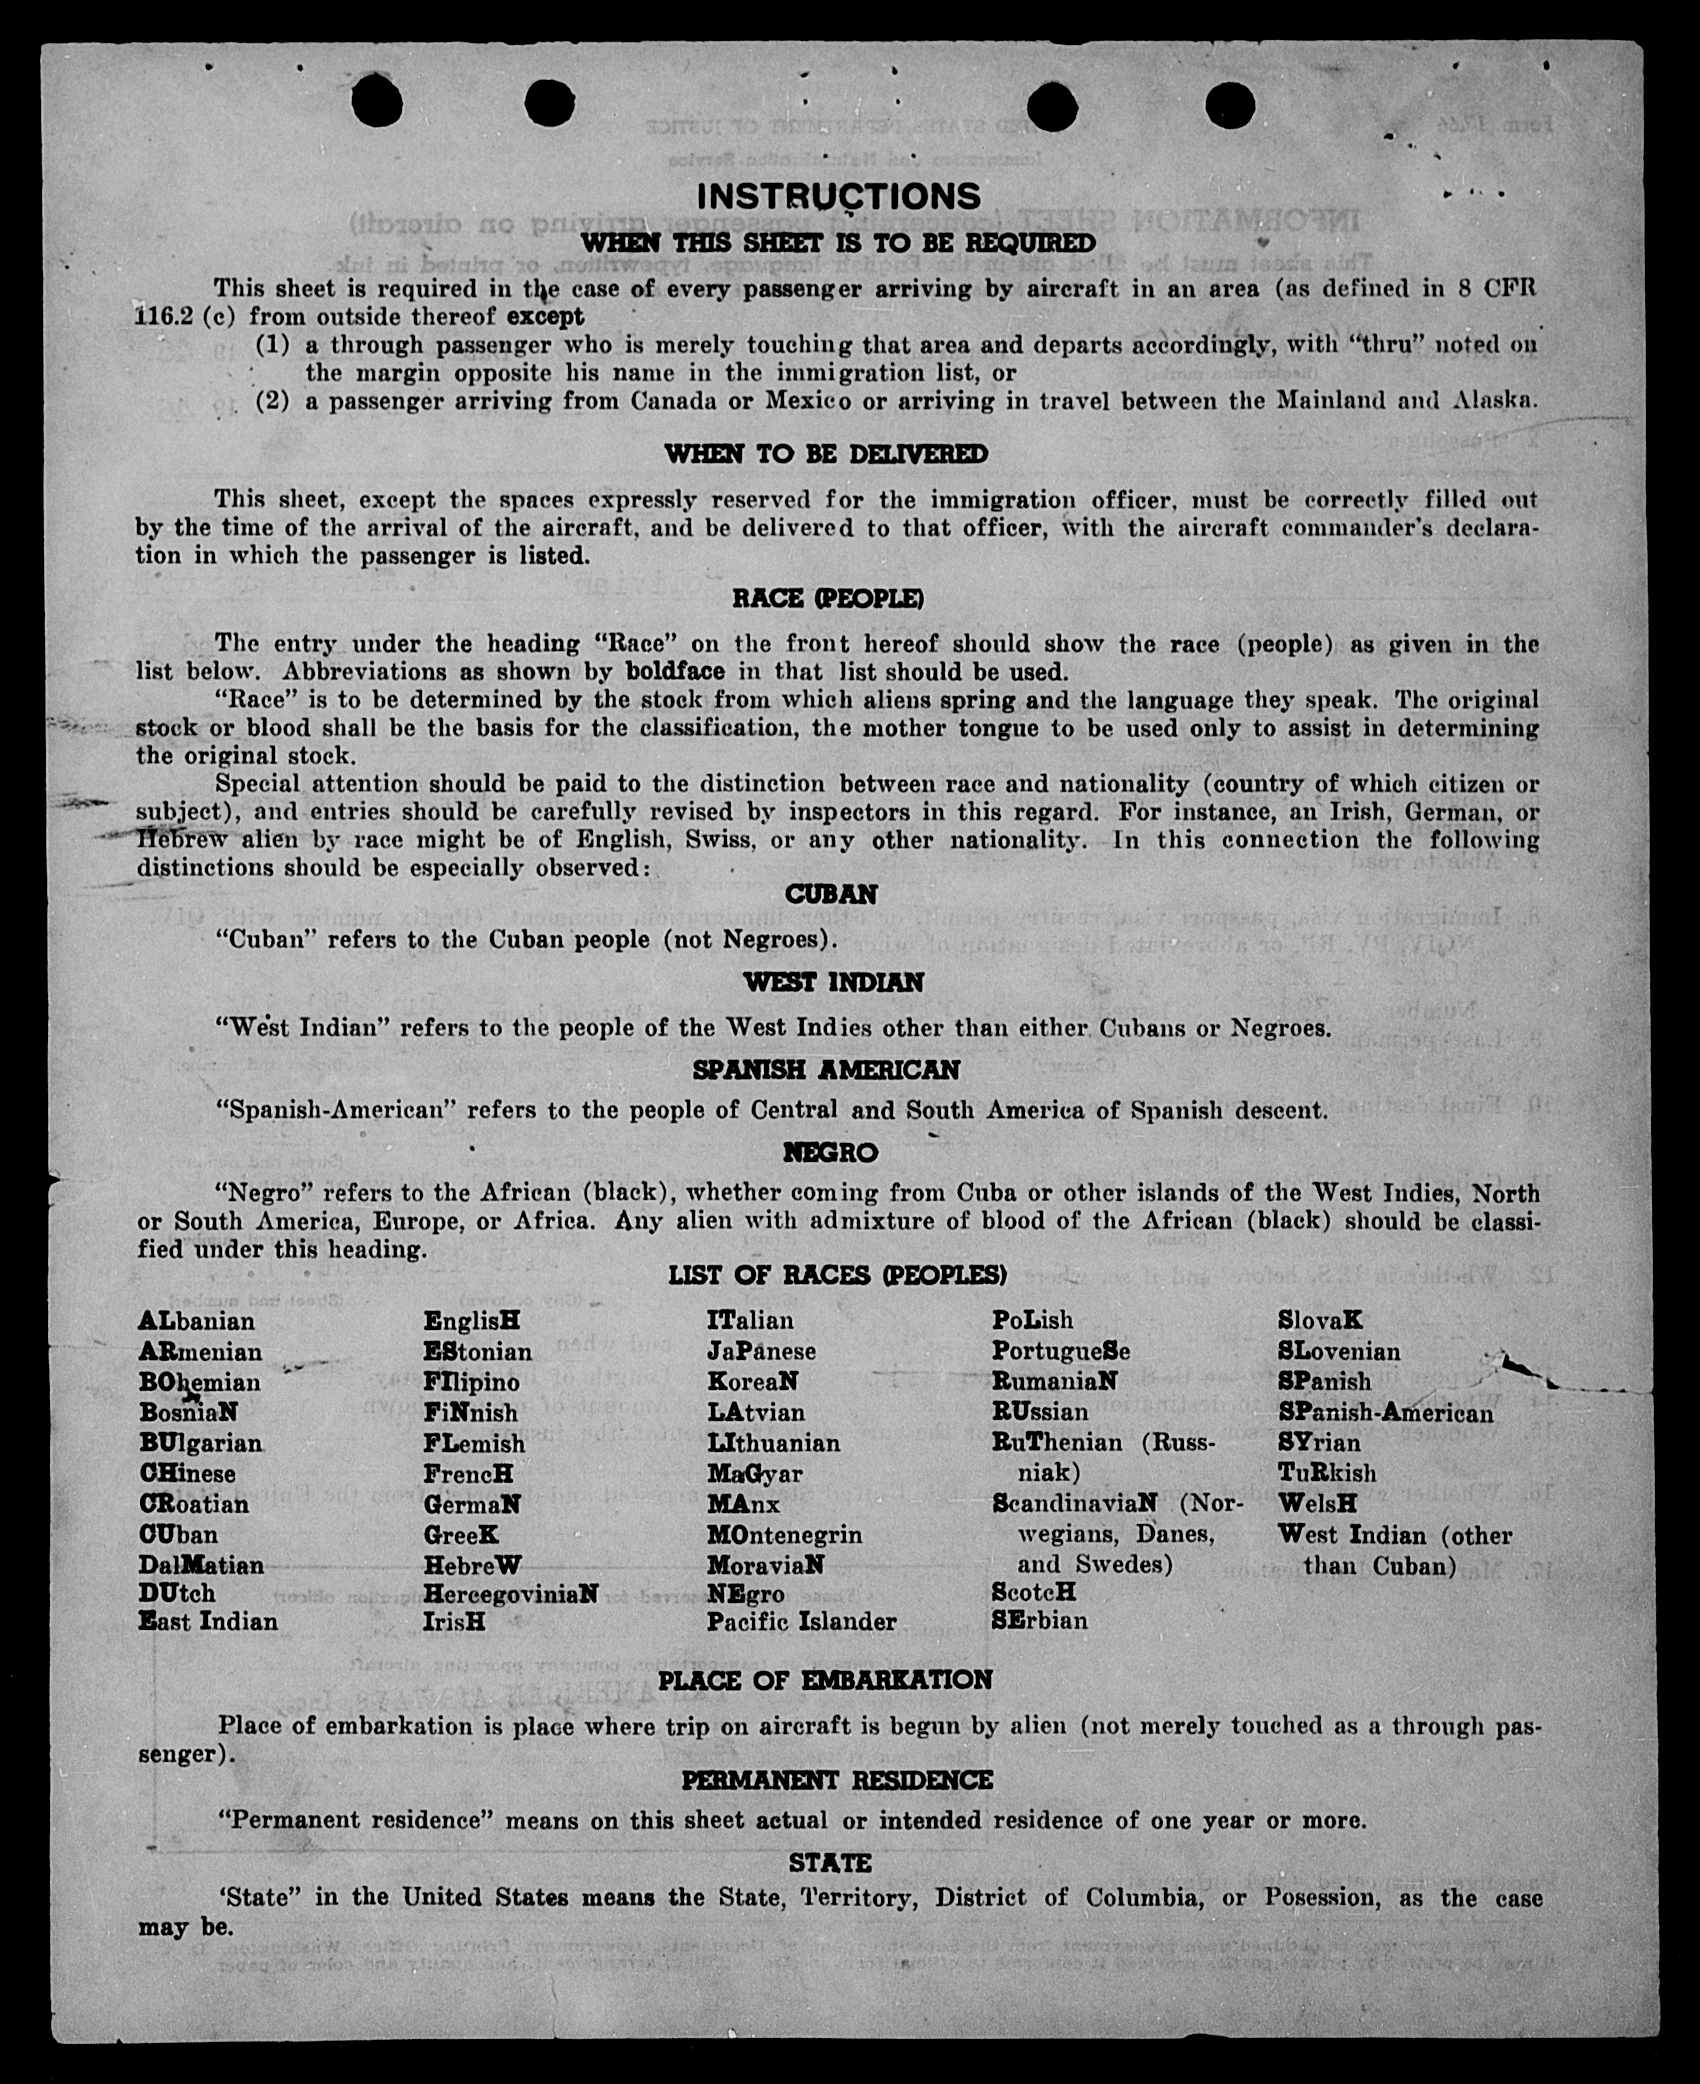 INSTRUCTIONS
WHEN THIS SHEET IS TO BE REQUIRED
This sheet is required in the case of every passenger arriving by aircraft in an area (as defined in 8 CFR
116.2 (c) from outside thereof except
(1) a through passenger who is merely touching that area and departs accordingly, with “thru” noted on
the margin opposite his name in the immigration list, or
(2) a passenger arriving from Canada or Mexico or arriving in travel between the Mainland and Alaska.
WHEN TO BE DELIVERED
This sheet, except the spaces expressly reserved for the immigration officer, must be correctly filled out
by the time of the arrival of the aircraft, and be delivered to that officer, with the aircraft commander's declara-
tion in which the passenger is listed.
RACE (PEOPLE)
The entry under the heading “Race” on the front hereof should show the race (people) as given in the
list below. Abbreviations as shown by boldface in that list should be used.
“Race” is to be determined by the stock from which aliens spring and the language they speak. The original
stock or blood shall be the basis for the classification, the mother tongue to be used only to assist in determining
the original stock.
Special attention should be paid to the distinction between race and nationality (country of which citizen or
subject), and entries should be carefully revised by inspectors in this regard. For instance, an Irish, German, or
Hebrew alien by race might be of English, Swiss, or any other nationality. In this connection the following
distinctions should be especially observed:
CUBAN
“Cuban” refers to the Cuban people (not Negroes).
WEST INDIAN
“West Indian” refers to the people of the West Indies other than either Cubans or Negroes.
SPANISH AMERICAN
“Spanish-American” refers to the people of Central and South America of Spanish descent.
NEGRO
“Negro” refers to the African (black), whether coming from Cuba or other islands of the West Indies, North
or South America, Europe, or Africa. Any alien with admixture of blood of the African (black) should be classi-
fied under this heading.
LIST OF RACES (PEOPLES)
ALbanian
ARmenian
BOhemian
BosniaN
BUlgarian
CHinese
CRoatian
CUban
DalMatian
DUtch
East Indian
EnglisH
EStonian
FIlipino
FiNnish
FLemish
FrencH
GermaN
GreeK
HebreW
HercegoviniaN
IrisH
ITalian
JaPanese
KoreaN
LAtvian
LIthuanian
MaGyar
MAnx
MOntenegrin
MoraviaN
NEgro
Pacific Islander
PoLish
PortugueSe
RumaniaN
RUssian
RuThenian (Russ-
niak)
ScandinaviaN (Nor-
wegians, Danes,
and Swedes)
ScotcH
SErbian
SlovaK
SLovenian
SPanish
SPanish-American
SYrian
TuRkish
WelsH
West Indian (other
than Cuban)
PLACE OF EMBARKATION
Place of embarkation is place where trip on aircraft is begun by alien (not merely touched as a through pas-
senger).
PERMANENT RESIDENCE
“Permanent residence” means on this sheet actual or intended residence of one year or more.
STATE
‘State” in the United States means the State, Territory, District of Columbia, or Posession, as the case
may be.